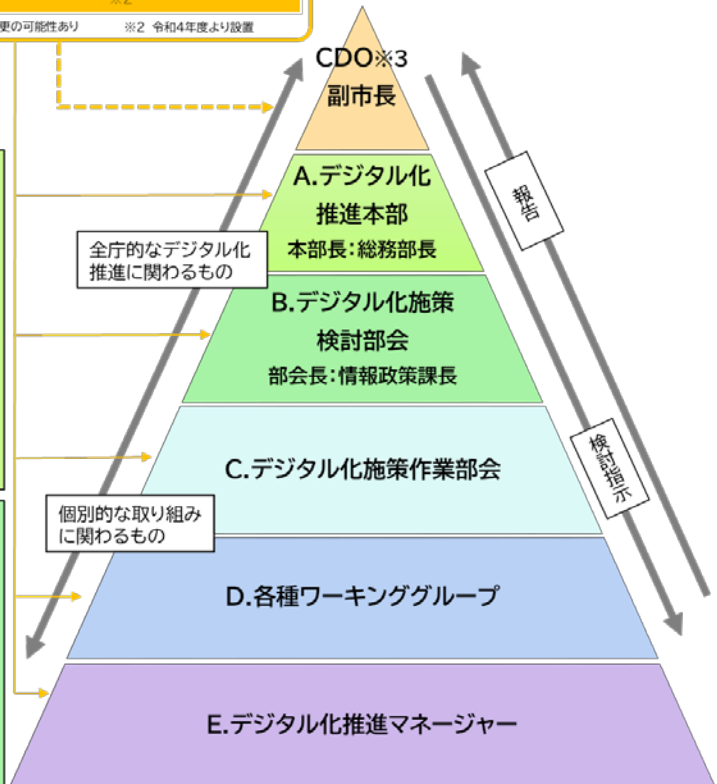 ※2
更の可能性あり ※2 令和4年度より設置
CDO※3
副市長
A.デジタル化
推進本部
本部長:総務部長
報告
全庁的なデジタル化
推進に関わるもの
B.デジタル化施策
検討部会
部会長:情報政策課長
C.デジタル化施策作業部会
検討指示
個別的な取り組み
に関わるもの
D.各種ワーキンググループ
E.デジタル化推進マネージャー